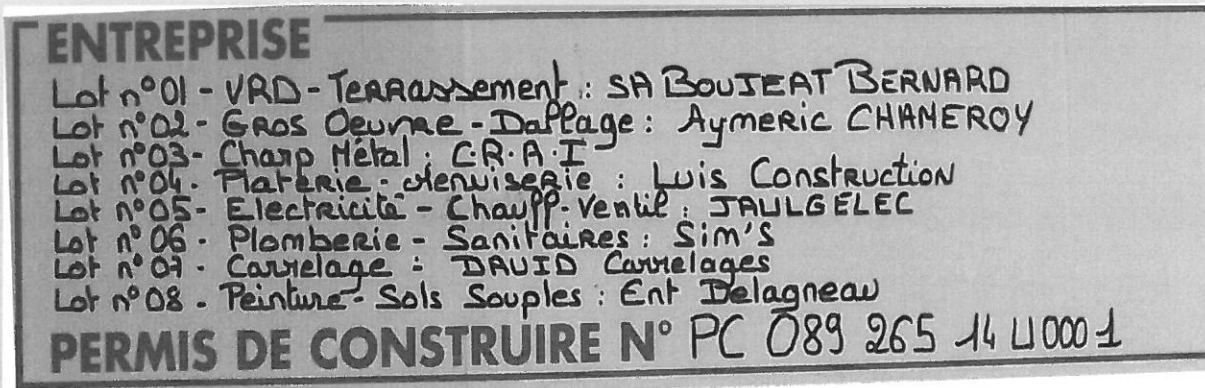 ENTREPRISE
Lot n°01 - VRD - Terrassement : SA BOUJEAT BERNARD
Lot n°02 - Gros Oeuvre - Dallage : Aymeric CHAMEROY
Lot n°03 - Charp Métal : C.R.A.I
Lot n°04 - Platerie - Menuiserie : Luis Construction
Lot n°05 - Electricité - Chauff-Ventil : JAULGELEC
Lot n°06 - Plomberie - Sanitaires : Sim's
Lot n°07 - Carrelage : DAVID Carrelages
Lot n°08 - Peinture - Sols Souples : Ent Delagneau
PERMIS DE CONSTRUIRE N° PC 089 265 14 U0001